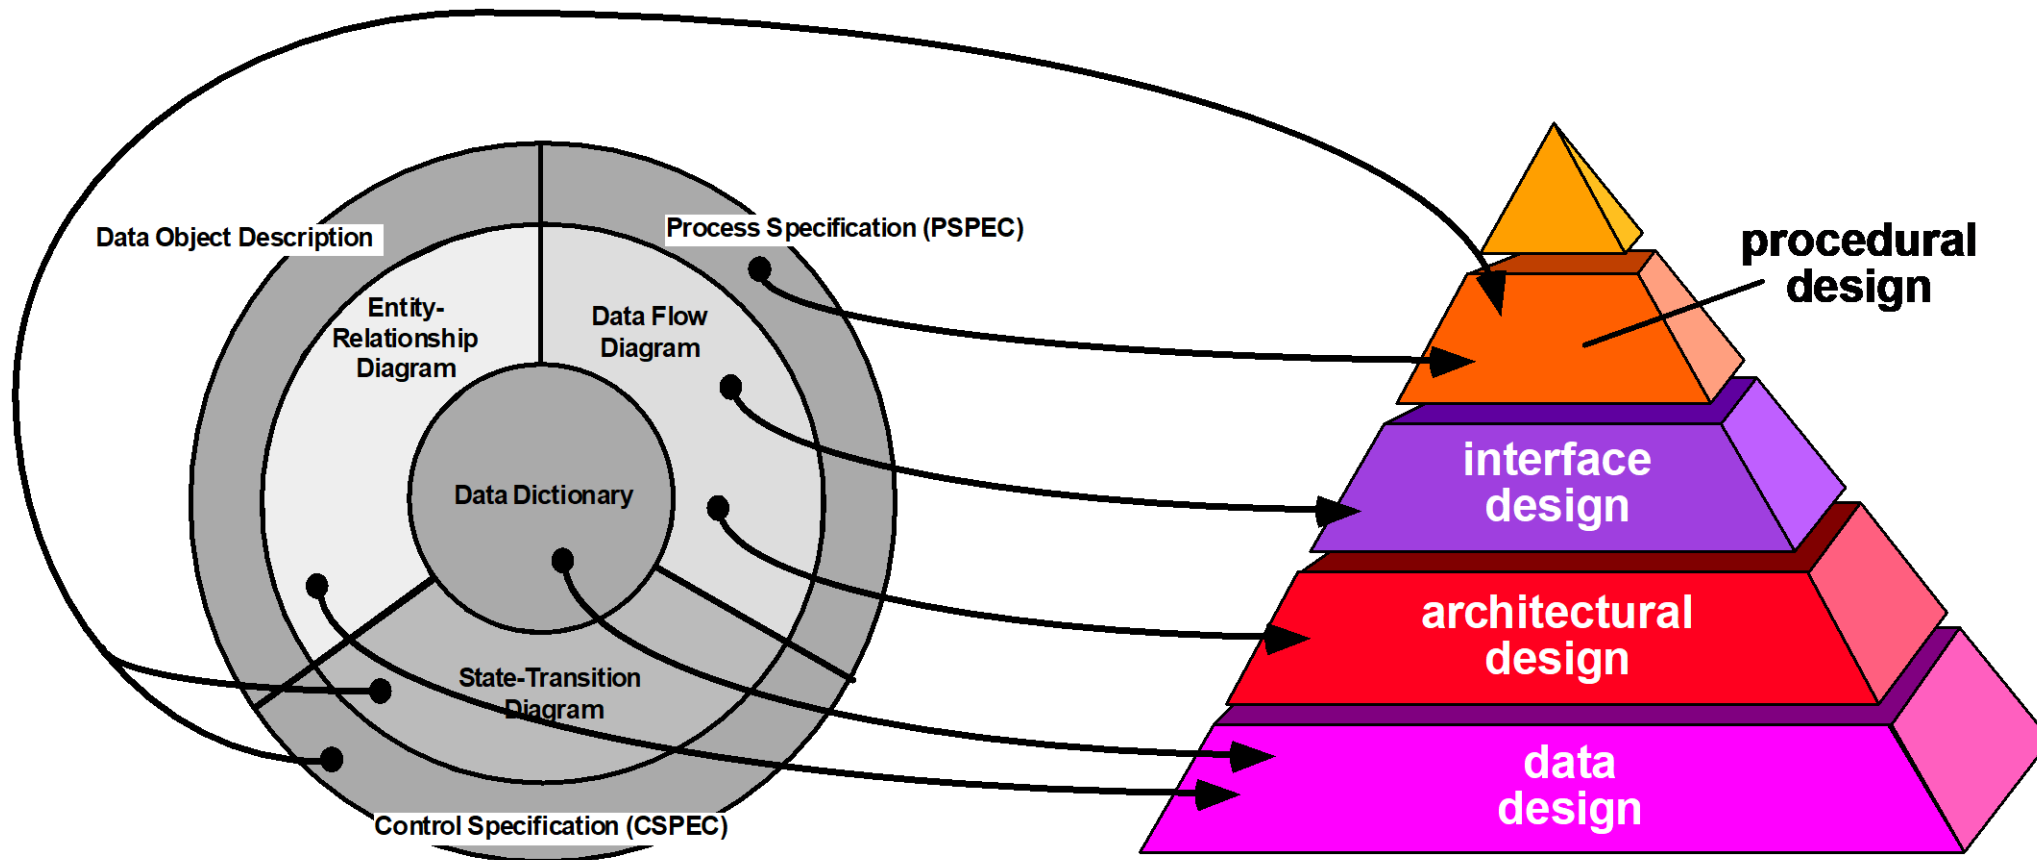 Data Object Description
Process Specification (PSPEC)
Entity-
Relationship
Diagram
Data Flow
Diagram
Data Dictionary
State-Transition
Diagram
Control Specification (CSPEC)
procedural
design
interface
design
architectural
design
data
design